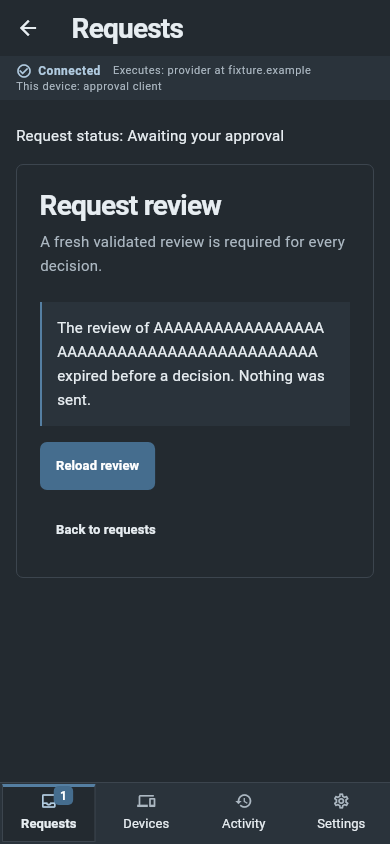 Requests
Connected Executes: provider at fixture.example
This device: approval client
Request status: Awaiting your approval
Request review
A fresh validated review is required for every
decision.
The review of AAAAAAAAAAAAAAAAA
AAAAAAAAAAAAAAAAAAAAAAAAAA
expired before a decision. Nothing was
sent.
Reload review
Back to requests
1
Requests Devices Activity Settings